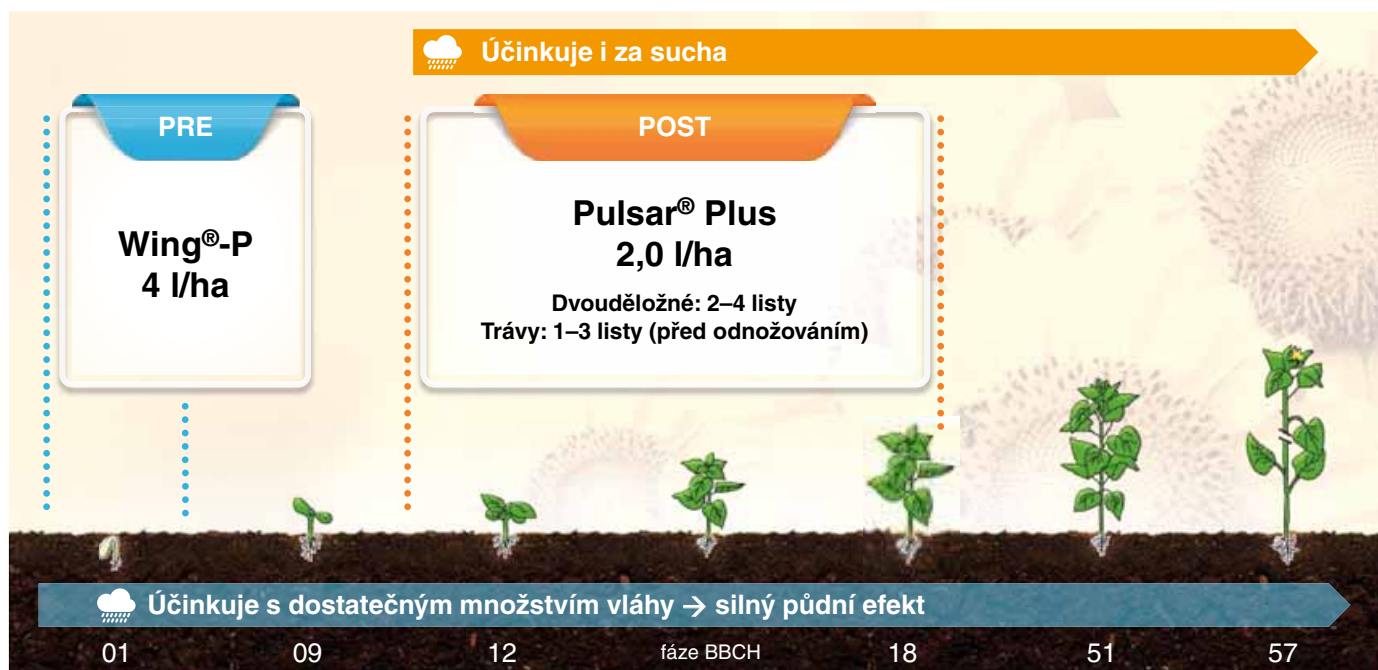 Účinkuje i za sucha
PRE
Wing®-P
4 l/ha
POST
Pulsar® Plus
2,0 l/ha
Dvouděložné: 2–4 listy
Trávy: 1–3 listy (před odnožováním)
Účinkuje s dostatečným množstvím vláhy → silný půdní efekt
01 09 12 fáze BBCH 18 51 57